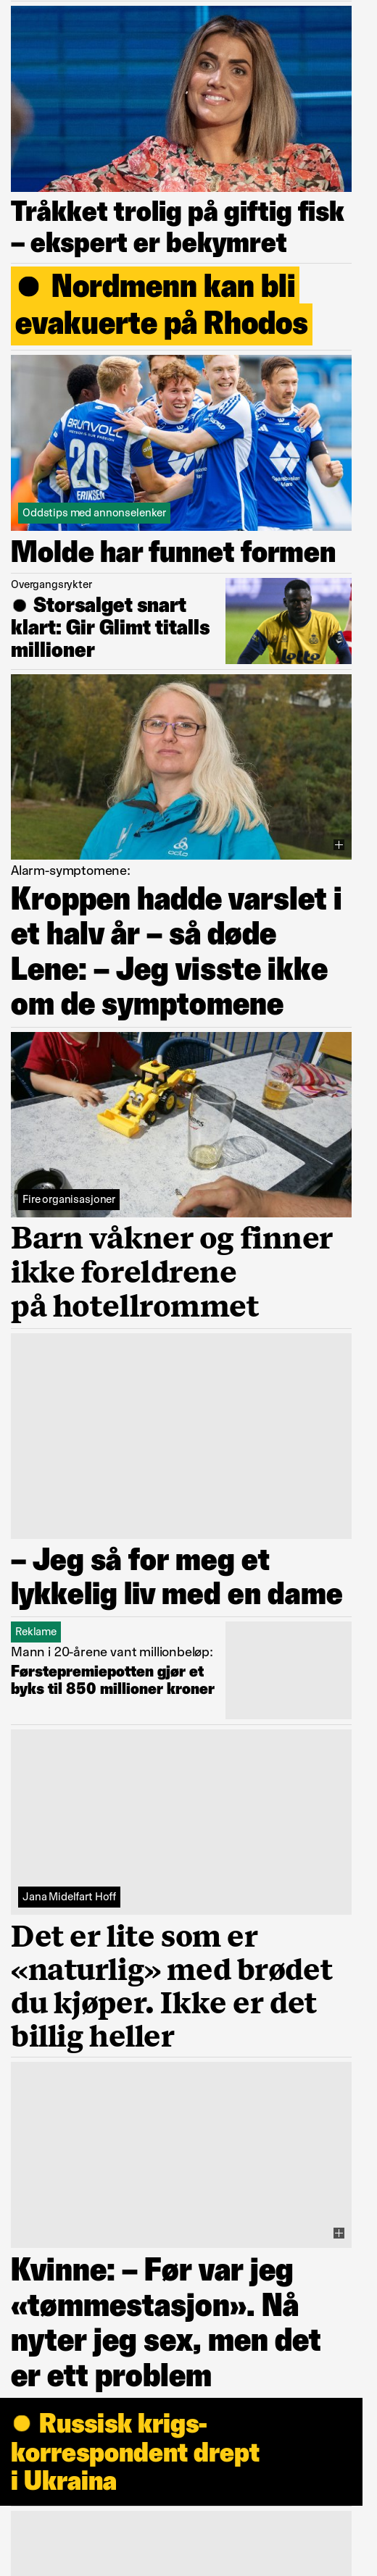 Tråkket trolig på giftig fisk
– ekspert er bekymret
● Nordmenn kan bli
evakuerte på Rhodos
BRUNVOLL
20
ERIKSEN
Oddstips med annonselenker
Molde har funnet formen
Overgangsrykter
● Storsalget snart
klart: Gir Glimt titalls
millioner
lotto
odlo
Alarm-symptomene:
Kroppen hadde varslet i
et halv år – så døde
Lene: – Jeg visste ikke
om de symptomene
Fire organisasjoner
Barn våkner og finner
ikke foreldrene
på hotellrommet
– Jeg så for meg et
lykkelig liv med en dame
Reklame
Mann i 20-årene vant millionbeløp:
Førstepremiepotten gjør et
byks til 850 millioner kroner
Jana Midelfart Hoff
Det er lite som er
«naturlig» med brødet
du kjøper. Ikke er det
billig heller
Kvinne: – Før var jeg
«tømmestasjon». Nå
nyter jeg sex, men det
er ett problem
● Russisk krigs-
korrespondent drept
i Ukraina